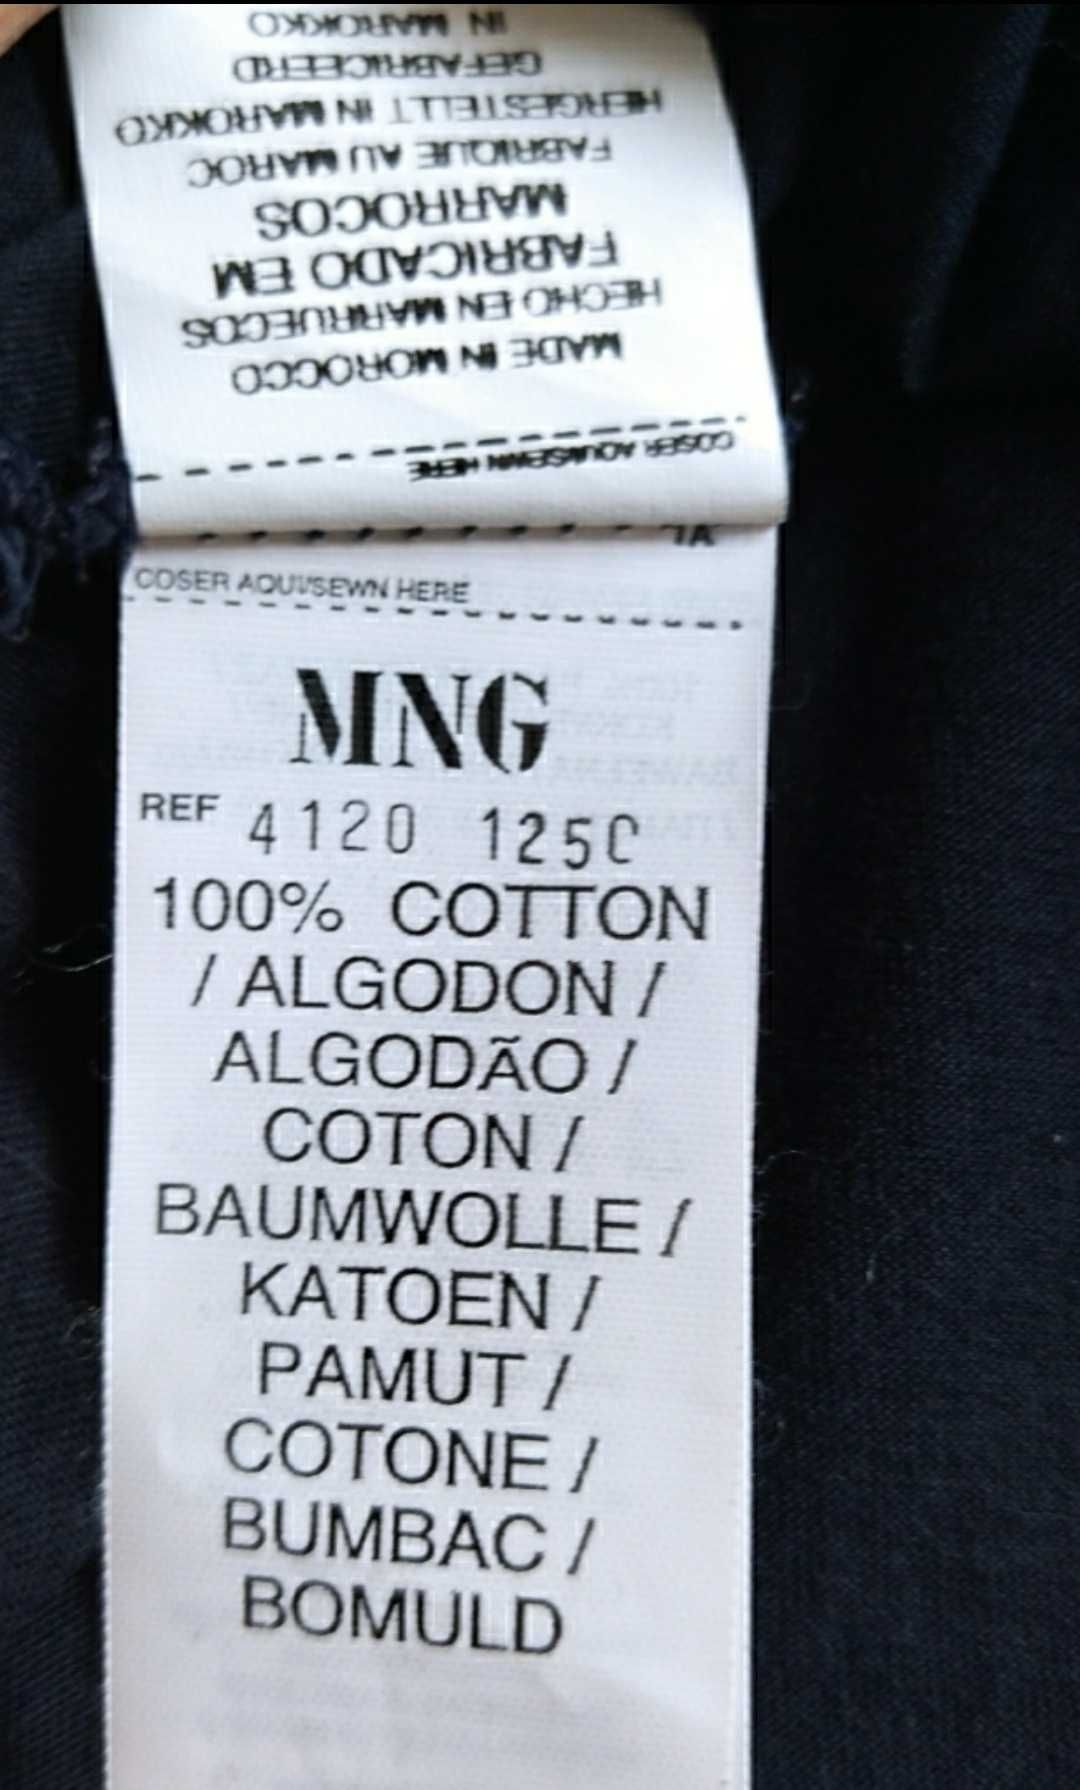 MADE IN MOROCCO
HECHO EN MARRUECOS
FABRICADO EM
MARROCOS
FABRIQUE AU MAROC
HERGESTELLT IN MAROKKO
GEFABRICEERD
IN MAROKKO
COSER AQUI/SEWN HERE
COSER AQUI/SEWN HERE
MNG
REF 4120 125C
100% COTTON
/ ALGODON /
ALGODÃO /
COTON /
BAUMWOLLE /
KATOEN /
PAMUT /
COTONE /
BUMBAC /
BOMULD